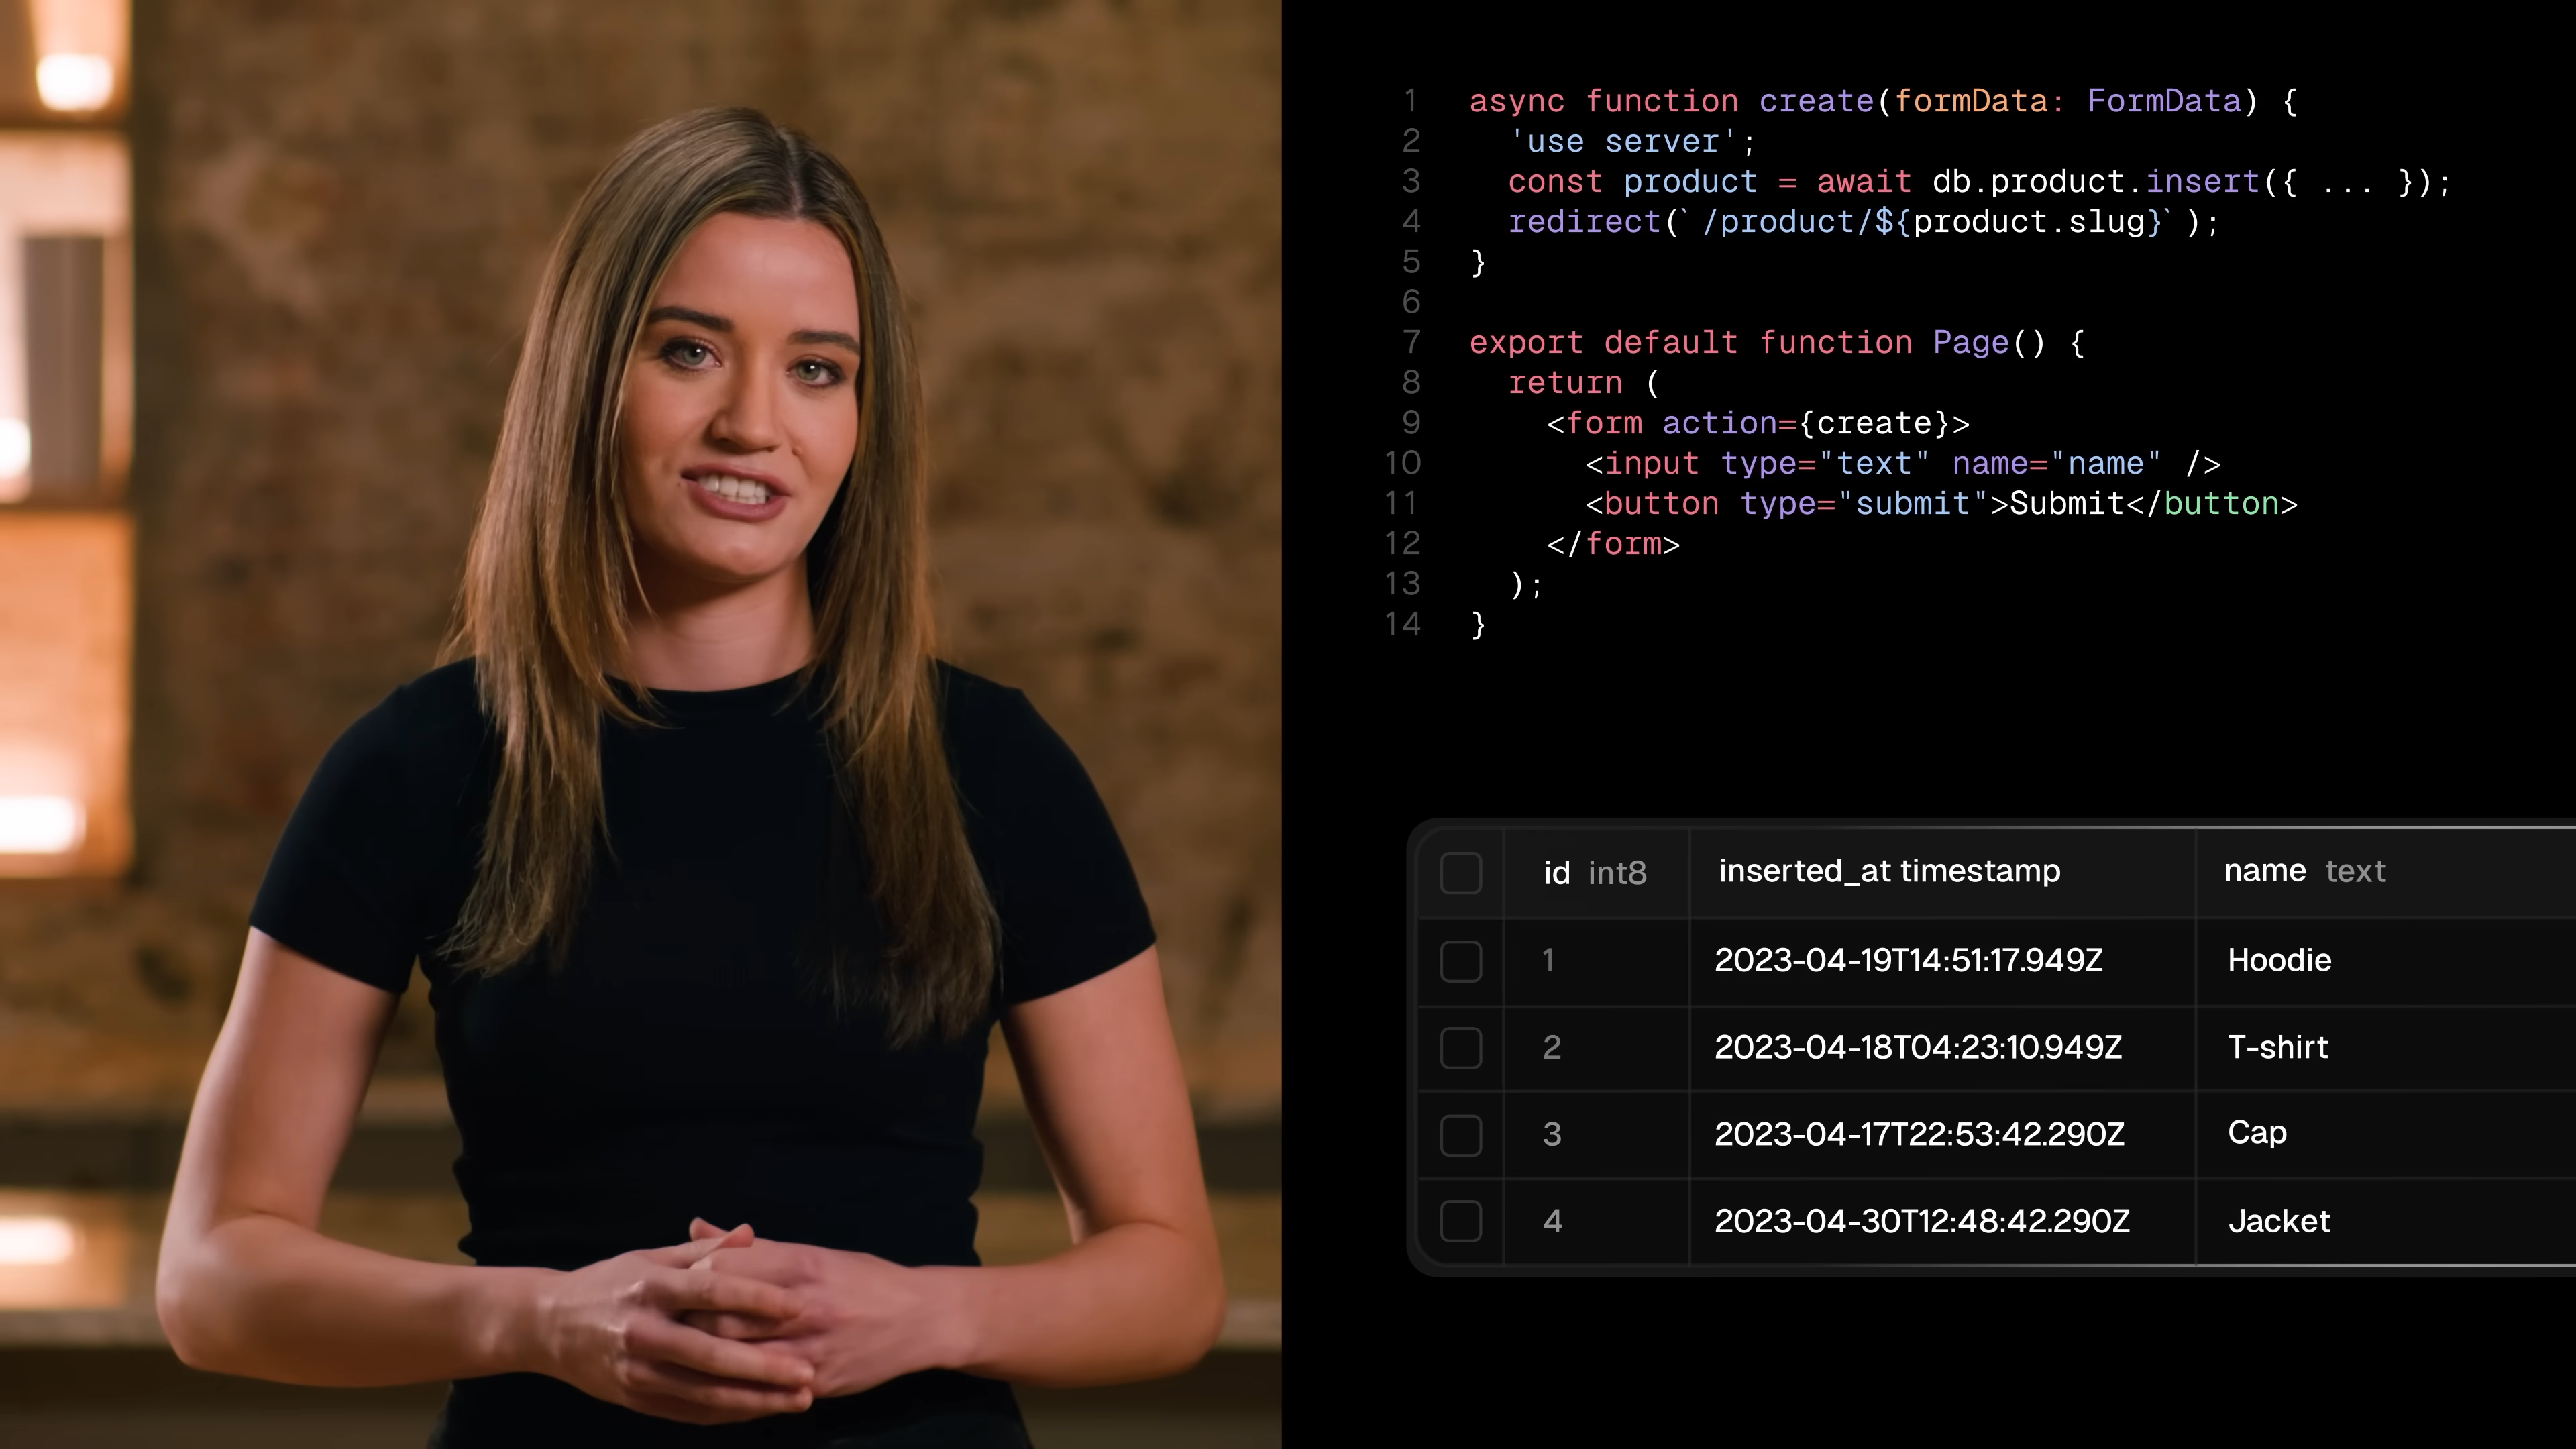 1 async function create(formData: FormData) {
2 'use server';
3 const product = await db.product.insert({ ... });
4 redirect(`/product/${product.slug}`);
5 }
6
7 export default function Page() {
8 return (
9 <form action={create}>
10 <input type="text" name="name" />
11 <button type="submit">Submit</button>
12 </form>
13 );
14 }
id int8 inserted_at timestamp name text
1 2023-04-19T14:51:17.949Z Hoodie
2 2023-04-18T04:23:10.949Z T-shirt
3 2023-04-17T22:53:42.290Z Cap
4 2023-04-30T12:48:42.290Z Jacket